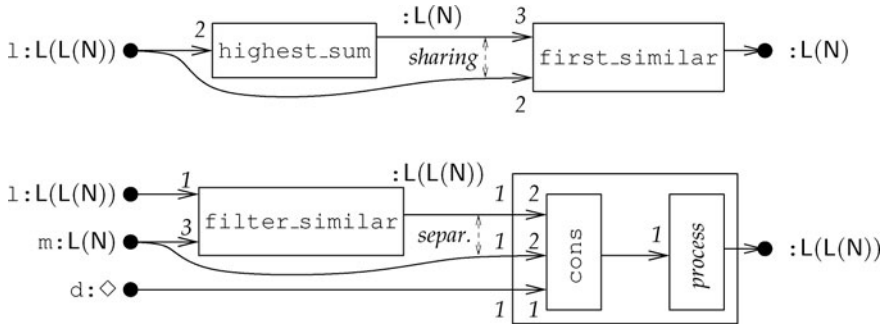 :L(N)
2 3
l:L(L(N)) highest_sum sharing first_similar :L(N)
2
:L(L(N))
l:L(L(N)) 1 1 2
filter_similar separ. cons process
m:L(N) 3 1 2 1 :L(L(N))
d:◇
1 1